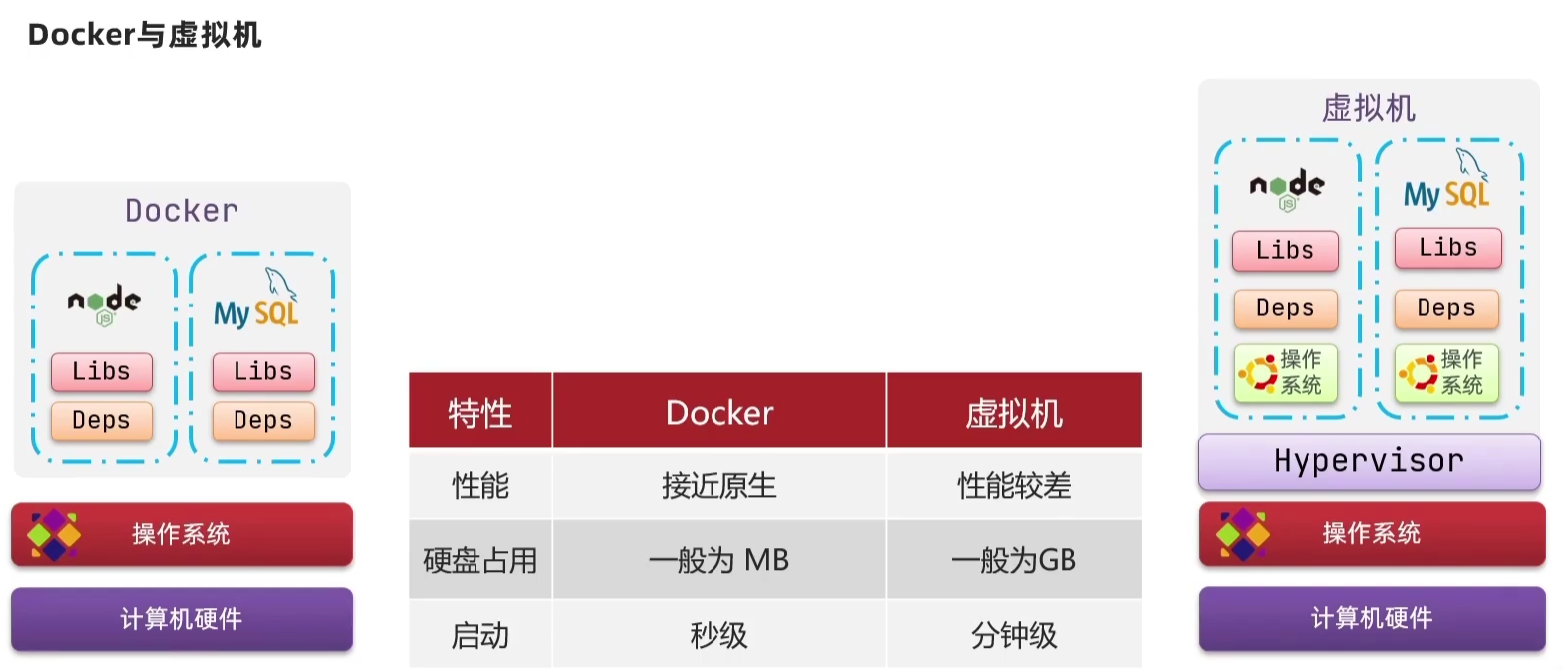 Docker与虚拟机
Docker
node
JS
MySQL
Libs
Libs
Deps
Deps
操作系统
计算机硬件
特性 Docker 虚拟机
性能 接近原生 性能较差
硬盘占用 一般为 MB 一般为GB
启动 秒级 分钟级
虚拟机
node
JS
MySQL
Libs
Libs
Deps
Deps
操作
系统
操作
系统
Hypervisor
操作系统
计算机硬件